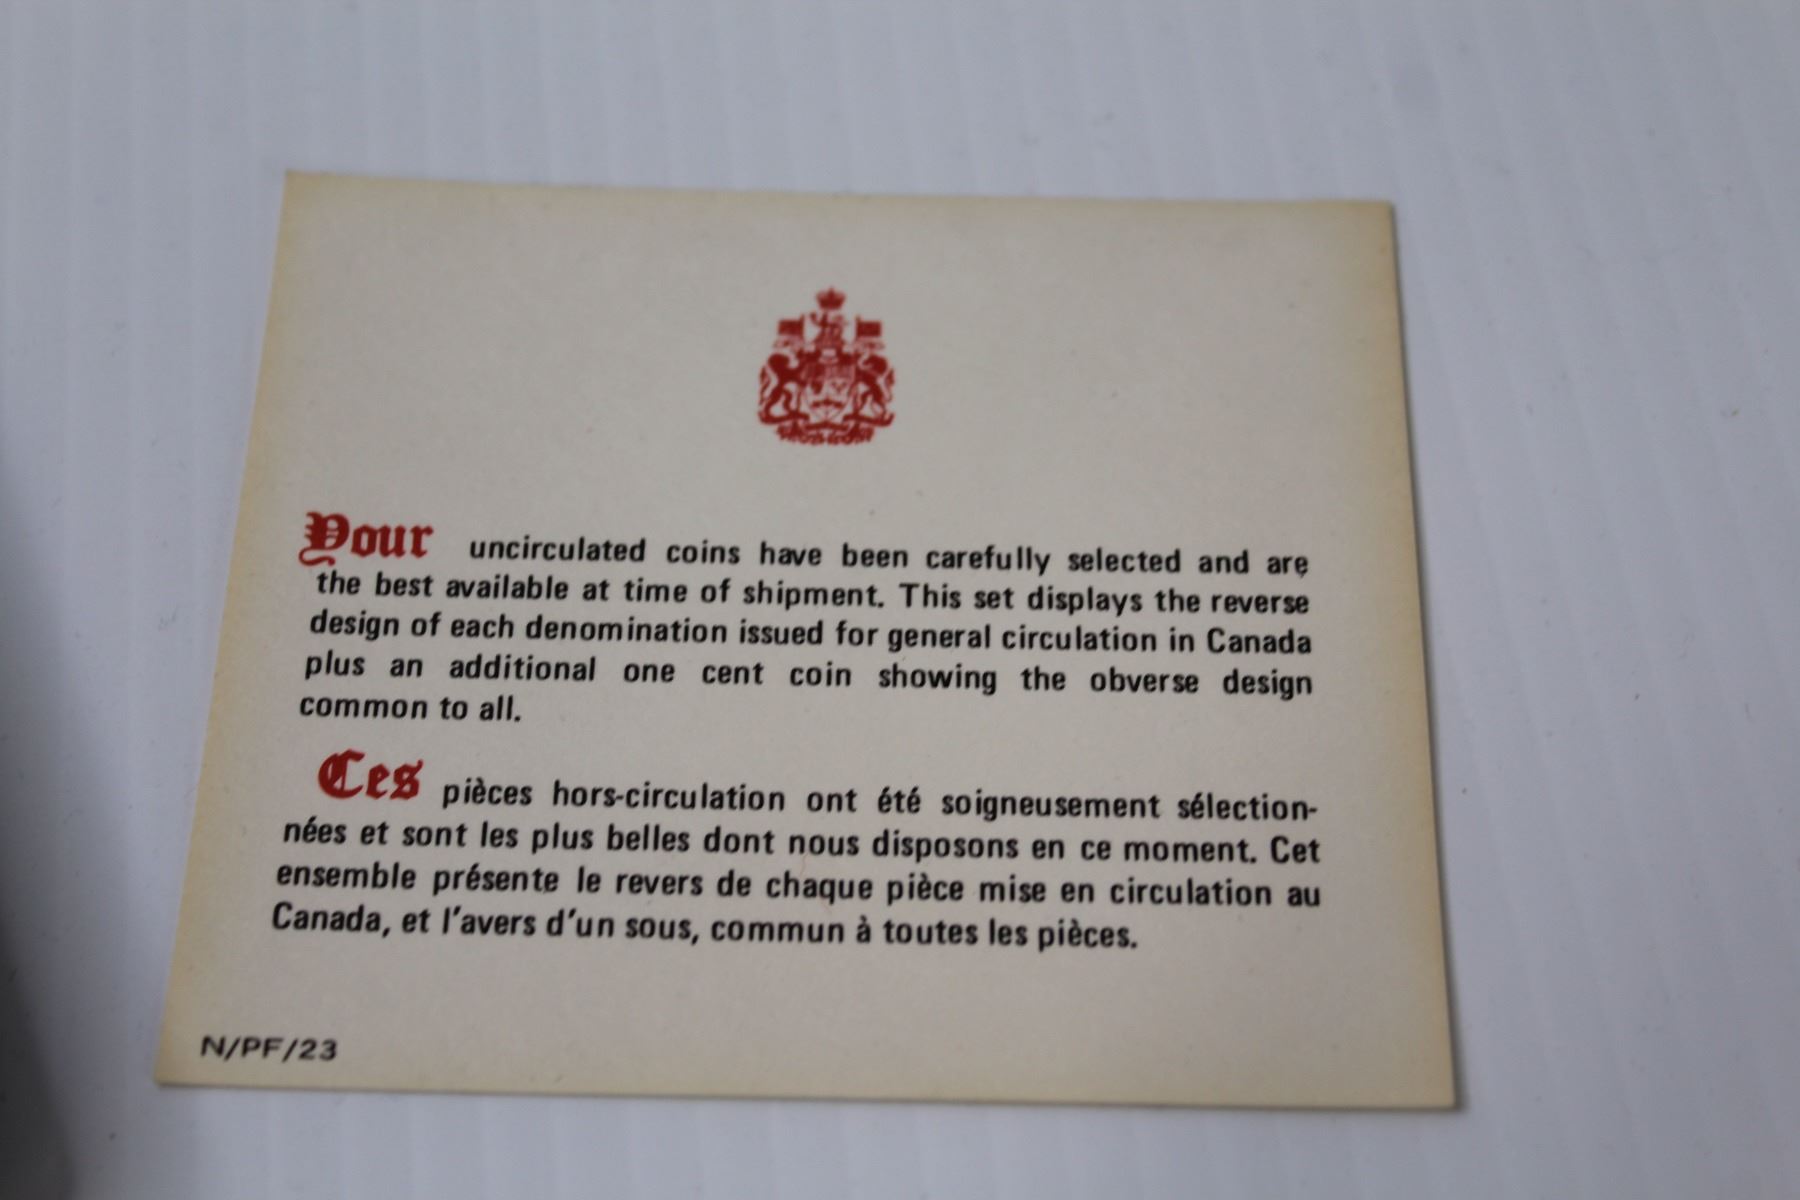 Your uncirculated coins have been carefully selected and are
the best available at time of shipment. This set displays the reverse
design of each denomination issued for general circulation in Canada
plus an additional one cent coin showing the obverse design
common to all.
Ces pièces hors-circulation ont été soigneusement sélection-
nées et sont les plus belles dont nous disposons en ce moment. Cet
ensemble présente le revers de chaque pièce mise en circulation au
Canada, et l'avers d'un sous, commun à toutes les pièces.
N/PF/23